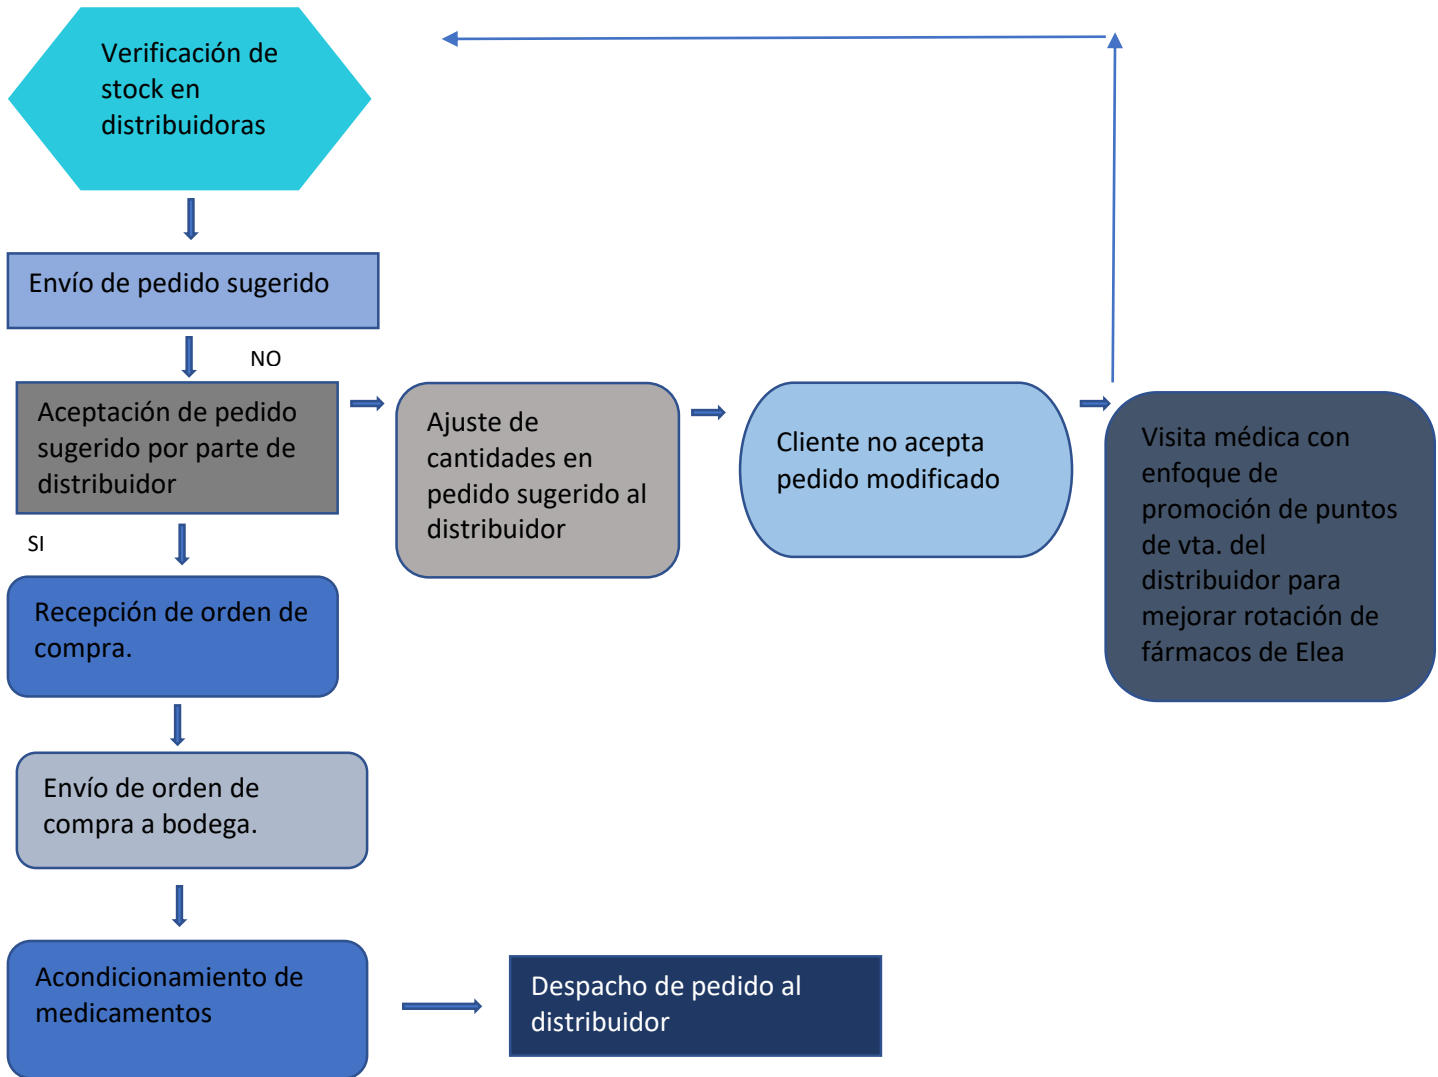 Verificación de
stock en
distribuidoras
Envío de pedido sugerido
NO
Aceptación de pedido
sugerido por parte de
distribuidor
Ajuste de
cantidades en
pedido sugerido al
distribuidor
Cliente no acepta
pedido modificado
Visita médica con
enfoque de
promoción de puntos
de vta. del
distribuidor para
mejorar rotación de
fármacos de Elea
SI
Recepción de orden de
compra.
Envío de orden de
compra a bodega.
Acondicionamiento de
medicamentos
Despacho de pedido al
distribuidor